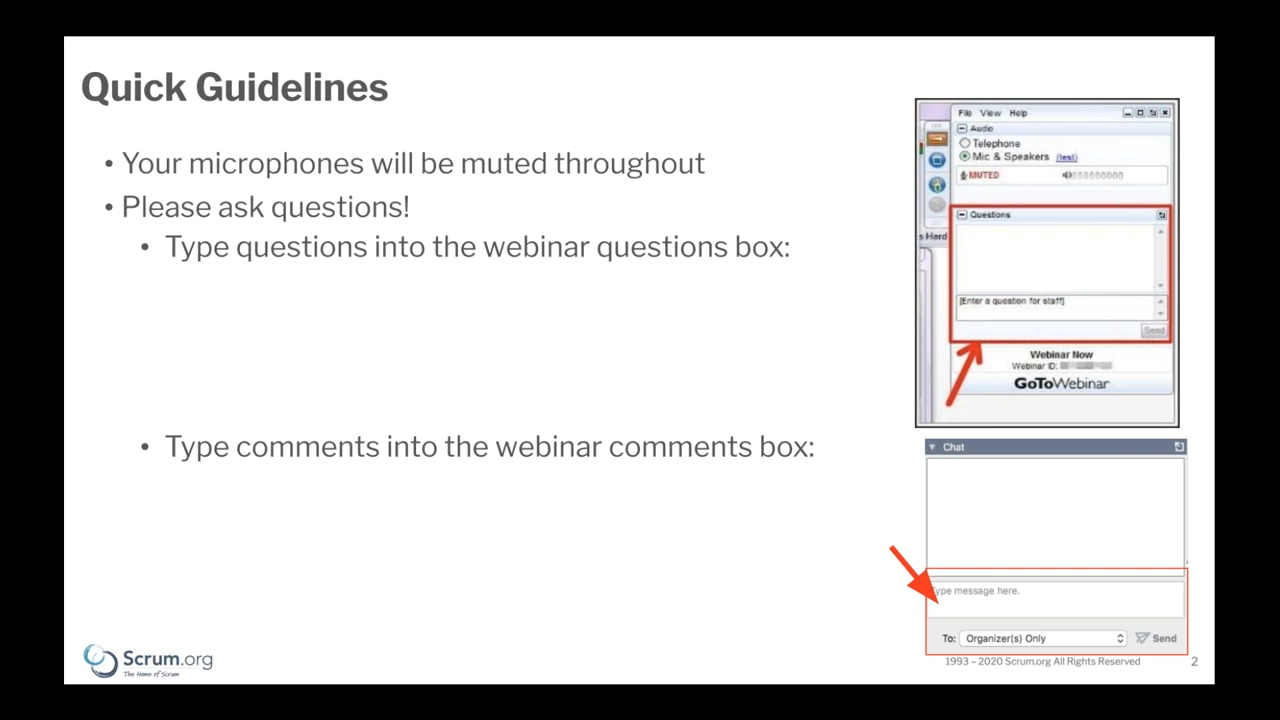 Quick Guidelines
• Your microphones will be muted throughout
• Please ask questions!
• Type questions into the webinar questions box:
• Type comments into the webinar comments box:
File View Help
Audio
Telephone
Mic & Speakers (test)
MUTED
Questions
s Hard
[Enter a question for staff]
Send
Webinar Now
Webinar ID:
GoToWebinar
Chat
Type message here.
To: Organizer(s) Only Send
Scrum.org
The Home of Scrum
1993 – 2020 Scrum.org All Rights Reserved 2